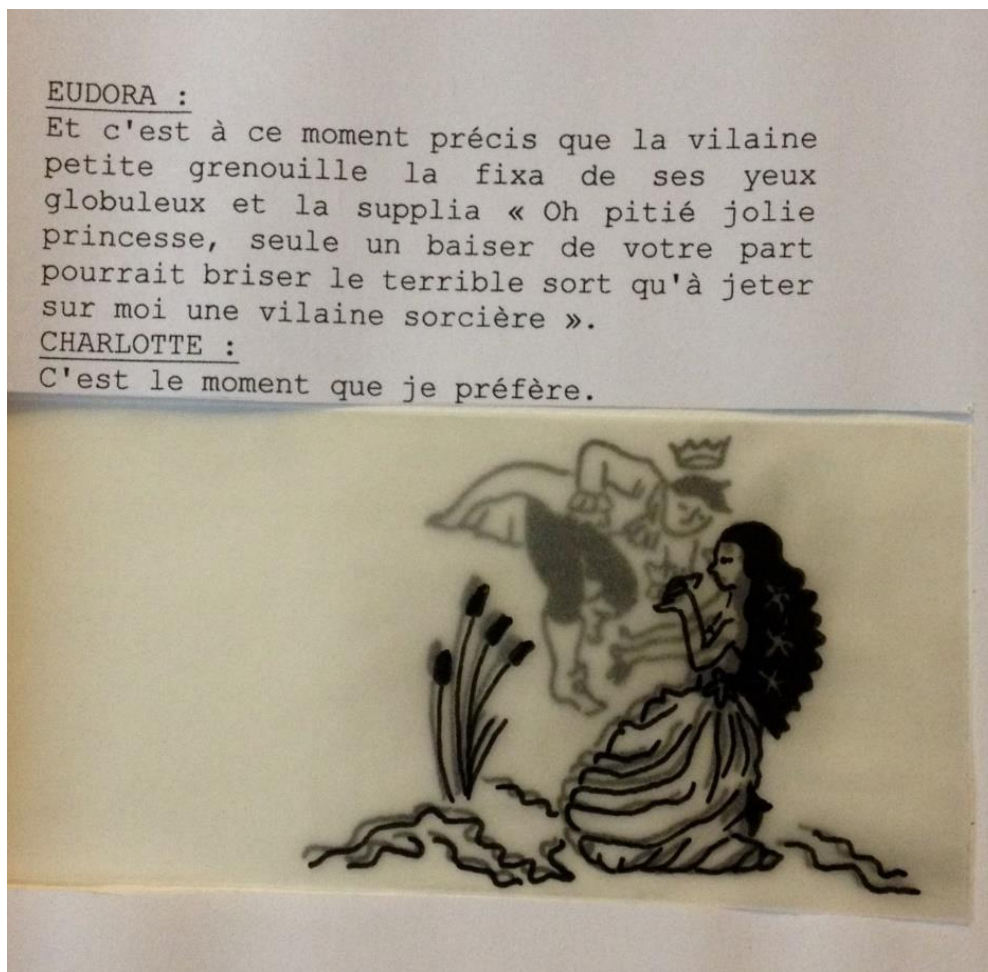 EUDORA :
Et c'est à ce moment précis que la vilaine
petite grenouille la fixa de ses yeux
globuleux et la supplia « Oh pitié jolie
princesse, seule un baiser de votre part
pourrait briser le terrible sort qu'à jeter
sur moi une vilaine sorcière ».
CHARLOTTE :
C'est le moment que je préfère.